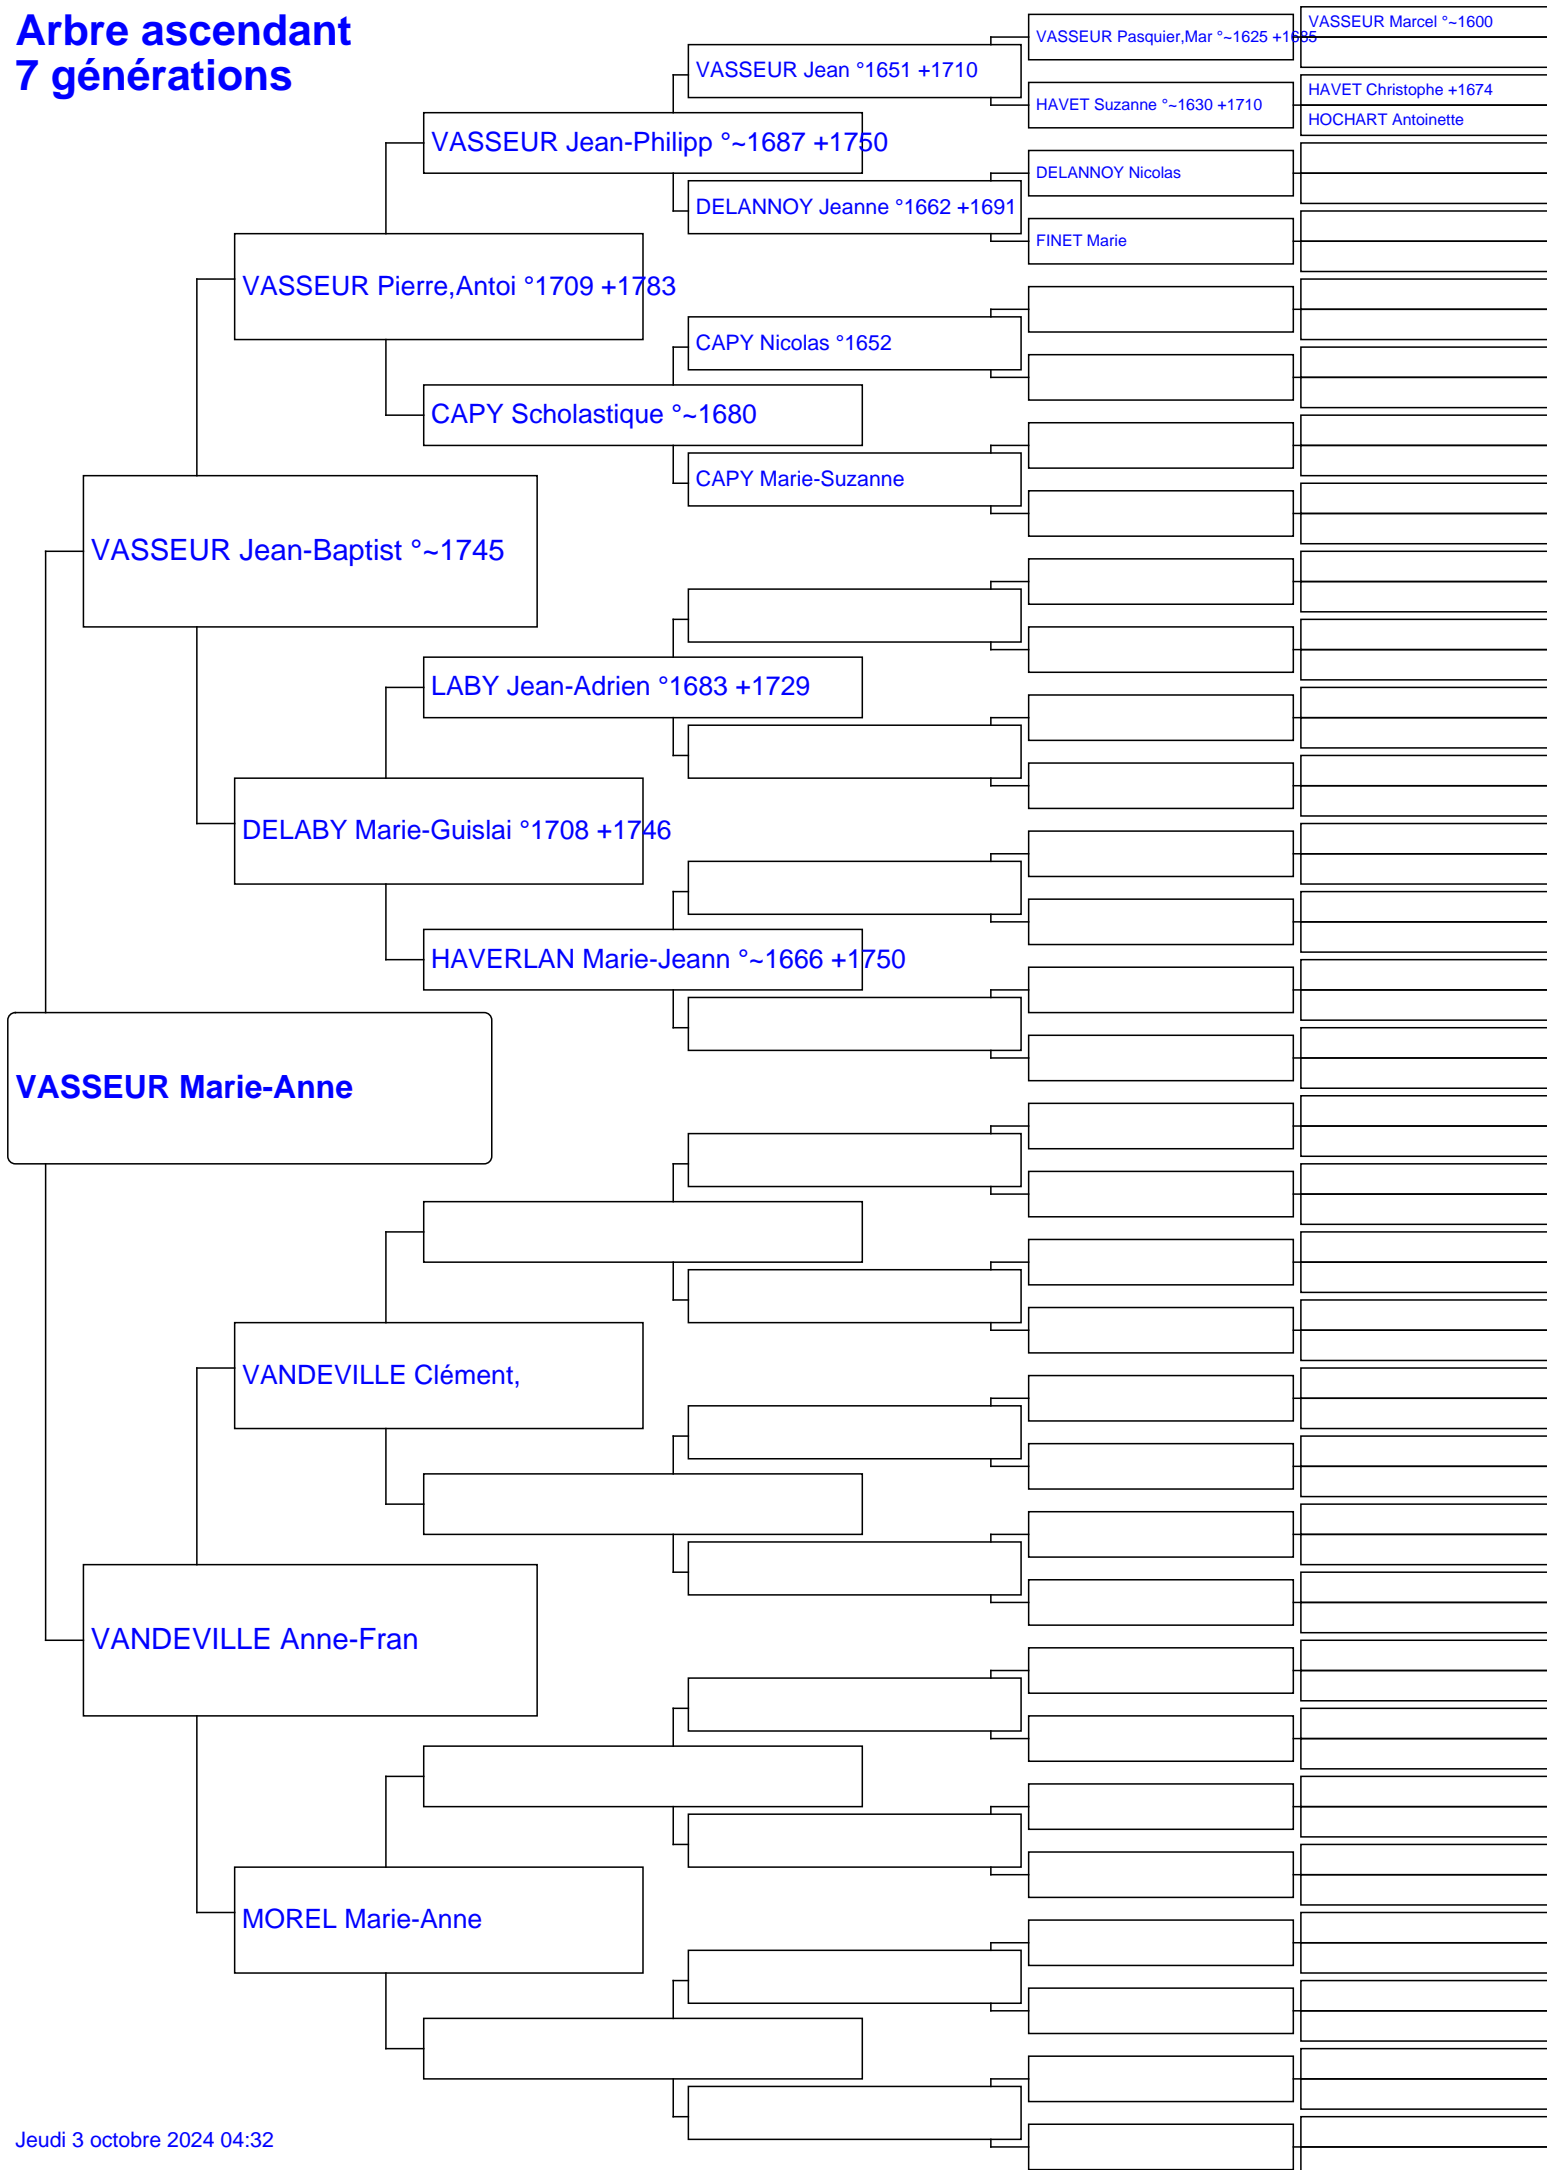 Arbre ascendant
7 générations
VASSEUR Marcel °~1600
VASSEUR Pasquier,Mar °~1625 +1685
VASSEUR Jean °1651 +1710
HAVET Christophe +1674
HAVET Suzanne °~1630 +1710
HOCHART Antoinette
VASSEUR Jean-Philipp °~1687 +1750
DELANNOY Nicolas
DELANNOY Jeanne °1662 +1691
FINET Marie
VASSEUR Pierre,Antoi °1709 +1783
CAPY Nicolas °1652
CAPY Scholastique °~1680
CAPY Marie-Suzanne
VASSEUR Jean-Baptist °~1745
LABY Jean-Adrien °1683 +1729
DELABY Marie-Guislai °1708 +1746
HAVERLAN Marie-Jeann °~1666 +1750
VASSEUR Marie-Anne
VANDEVILLE Clément,
VANDEVILLE Anne-Fran
MOREL Marie-Anne
Jeudi 3 octobre 2024 04:32